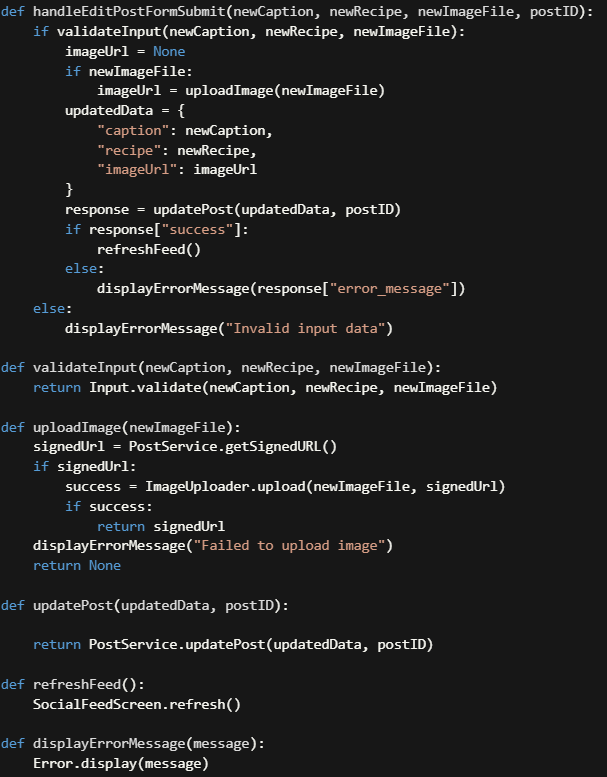 def handleEditPostFormSubmit(newCaption, newRecipe, newImageFile, postID):
    if validateInput(newCaption, newRecipe, newImageFile):
        imageUrl = None
        if newImageFile:
            imageUrl = uploadImage(newImageFile)
        updatedData = {
            "caption": newCaption,
            "recipe": newRecipe,
            "imageUrl": imageUrl
        }
        response = updatePost(updatedData, postID)
        if response["success"]:
            refreshFeed()
        else:
            displayErrorMessage(response["error_message"])
    else:
        displayErrorMessage("Invalid input data")

def validateInput(newCaption, newRecipe, newImageFile):
    return Input.validate(newCaption, newRecipe, newImageFile)

def uploadImage(newImageFile):
    signedUrl = PostService.getSignedURL()
    if signedUrl:
        success = ImageUploader.upload(newImageFile, signedUrl)
        if success:
            return signedUrl
    displayErrorMessage("Failed to upload image")
    return None

def updatePost(updatedData, postID):

    return PostService.updatePost(updatedData, postID)

def refreshFeed():
    SocialFeedScreen.refresh()

def displayErrorMessage(message):
    Error.display(message)